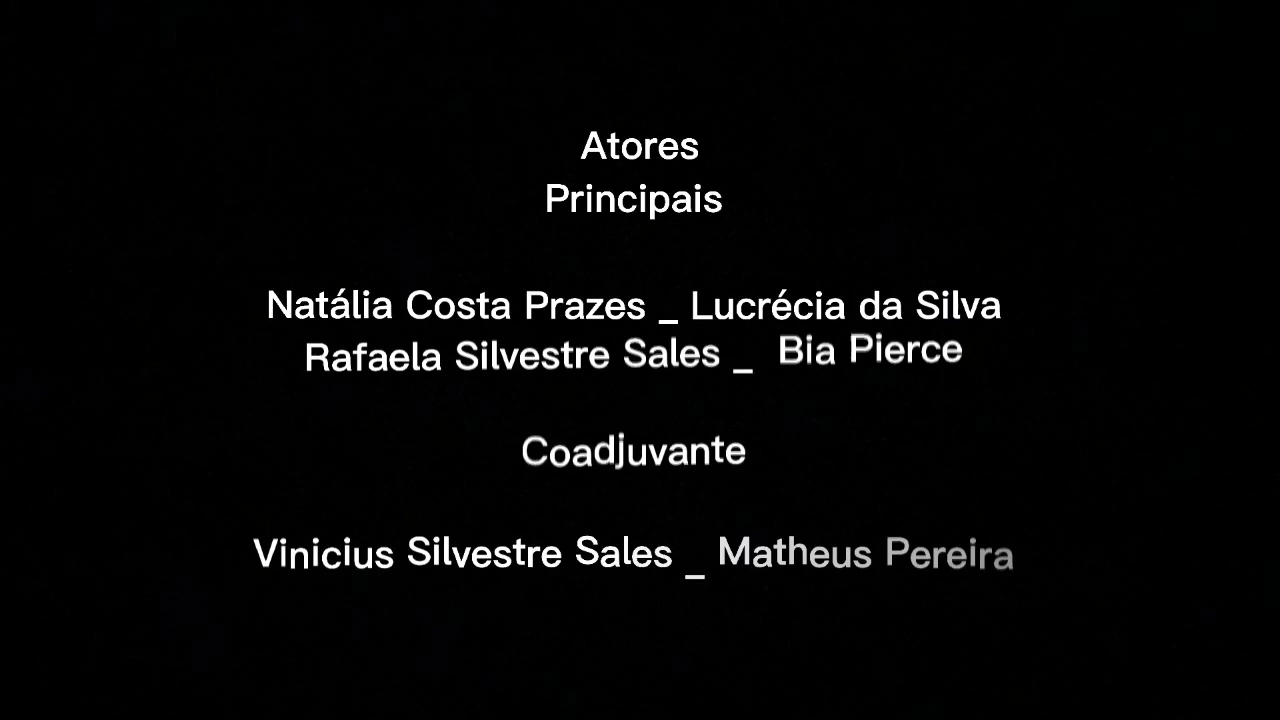 Atores
Principais
Natália Costa Prazes _ Lucrécia da Silva
Rafaela Silvestre Sales _ Bia Pierce
Coadjuvante
Vinicius Silvestre Sales _ Matheus Pereira